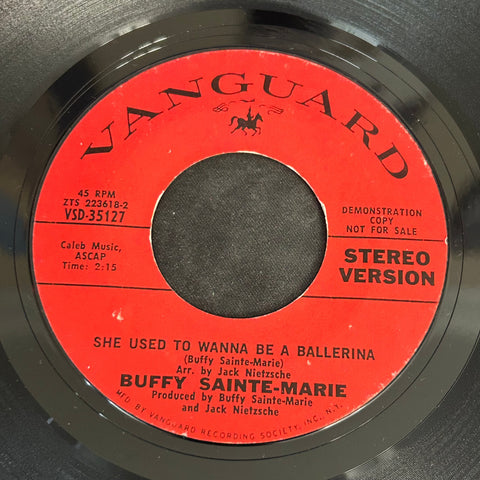 VANGUARD
45 RPM
ZTS 223618-2
VSD-35127
DEMONSTRATION
COPY
NOT FOR SALE
Caleb Music,
ASCAP
Time: 2:15
STEREO
VERSION
SHE USED TO WANNA BE A BALLERINA
(Buffy Sainte-Marie)
Arr. by Jack Nietzsche
BUFFY SAINTE-MARIE
Produced by Buffy Sainte-Marie
and Jack Nietzsche
MFD. BY VANGUARD RECORDING SOCIETY, INC., N.Y.